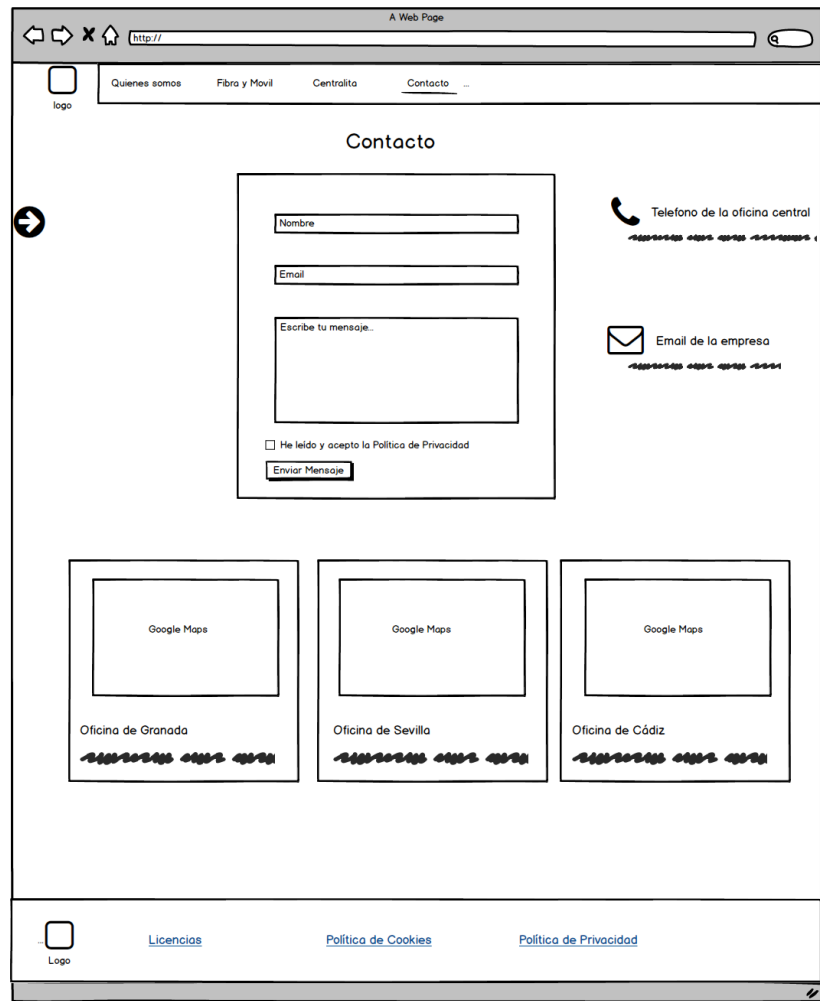 A Web Page
http://
logo
Quienes somos
Fibra y Movil
Centralita
Contacto
...
Contacto
Nombre
Email
Escribe tu mensaje...
He leído y acepto la Política de Privacidad
Enviar Mensaje
Telefono de la oficina central
Email de la empresa
Google Maps
Oficina de Granada
Google Maps
Oficina de Sevilla
Google Maps
Oficina de Cádiz
...
Logo
Licencias
Política de Cookies
Política de Privacidad